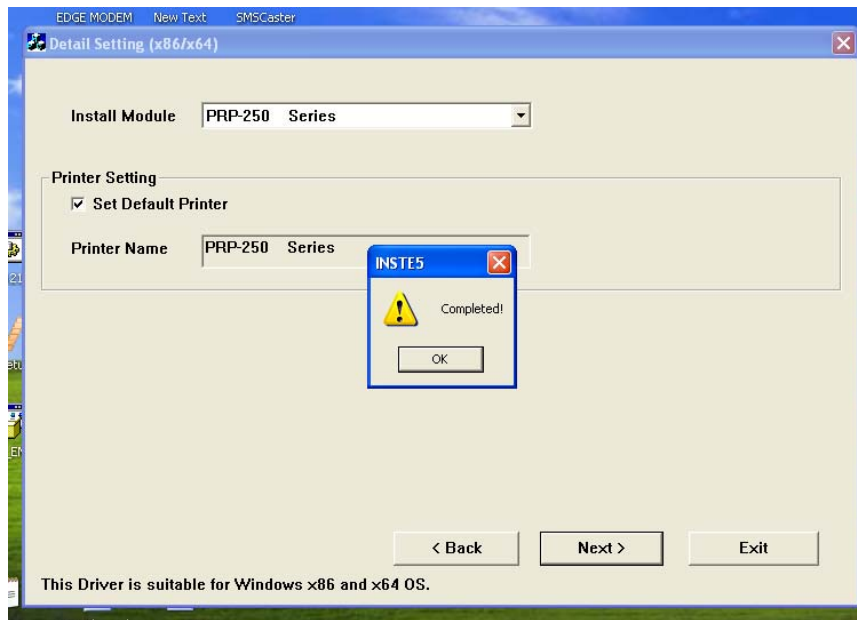 EDGE MODEM New Text SMSCaster
Detail Setting (x86/x64)
Install Module PRP-250 Series
Printer Setting
Set Default Printer
Printer Name PRP-250 Series
INSTE5
Completed!
OK
< Back Next > Exit
This Driver is suitable for Windows x86 and x64 OS.